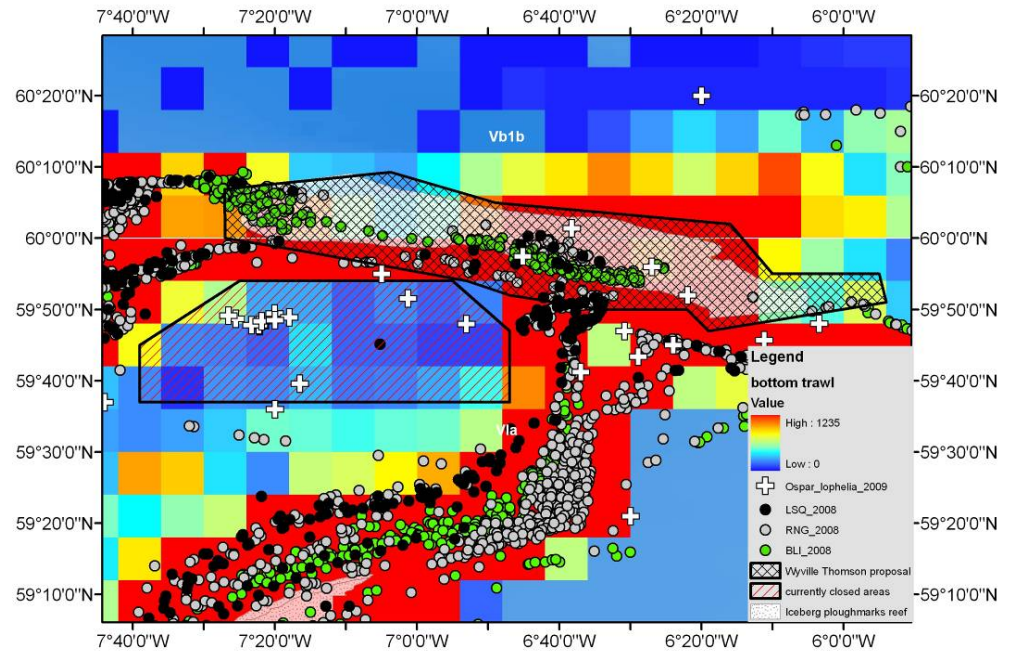 7°40'0"W 7°20'0"W 7°0'0"W 6°40'0"W 6°20'0"W 6°0'0"W
60°20'0"N 60°20'0"N
Vb1b
60°10'0"N 60°10'0"N
60°0'0"N 60°0'0"N
59°50'0"N 59°50'0"N
59°40'0"N 59°40'0"N
VIa
59°30'0"N 59°30'0"N
59°20'0"N 59°20'0"N
59°10'0"N 59°10'0"N
Legend
bottom trawl
Value
High : 1235
Low : 0
Ospar_lophelia_2009
LSQ_2008
RNG_2008
BLI_2008
Wyville Thomson proposal
currently closed areas
Iceberg ploughmarks reef
7°40'0"W 7°20'0"W 7°0'0"W 6°40'0"W 6°20'0"W 6°0'0"W